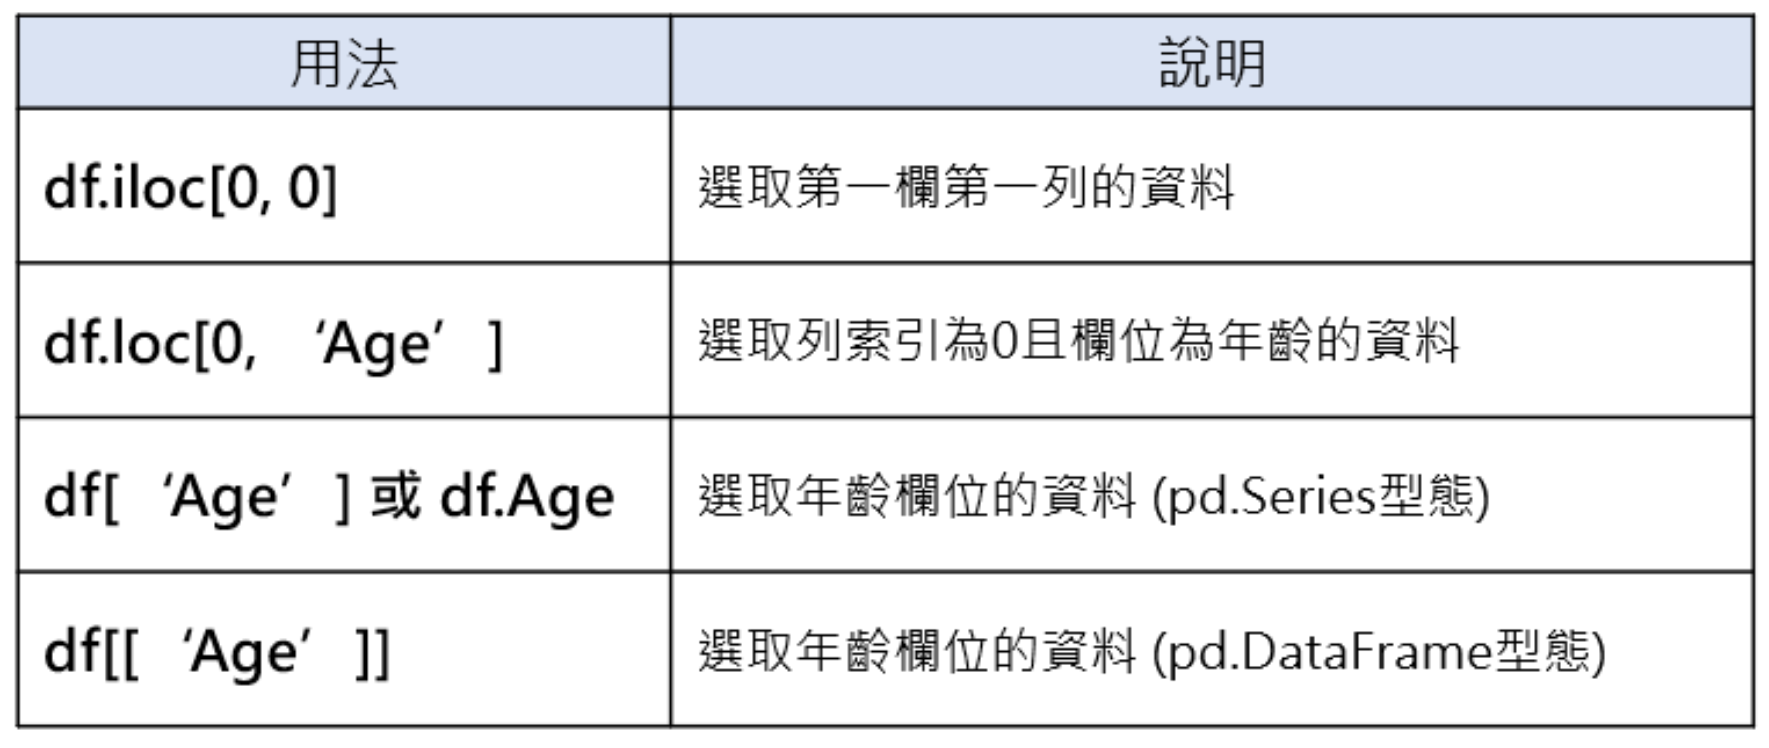 用法 說明
df.iloc[0, 0] 選取第一欄第一列的資料
df.loc[0, ‘Age’ ] 選取列索引為0且欄位為年齡的資料
df[ ‘Age’ ] 或 df.Age 選取年齡欄位的資料 (pd.Series型態)
df[[ ‘Age’ ]] 選取年齡欄位的資料 (pd.DataFrame型態)